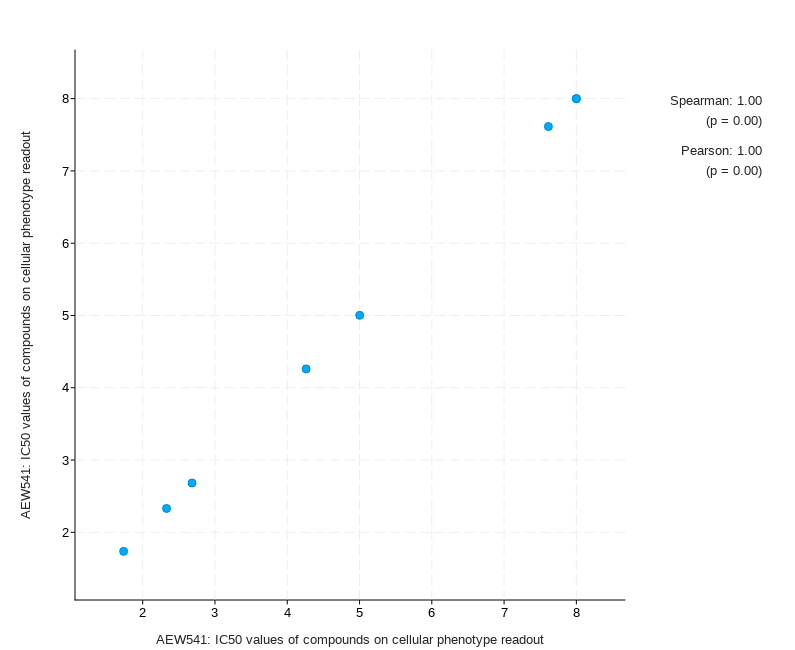 Spearman: 1.00
(p = 0.00)
Pearson: 1.00
(p = 0.00)
AEW541: IC50 values of compounds on cellular phenotype readout
8
7
6
5
4
3
2
2 3 4 5 6 7 8
AEW541: IC50 values of compounds on cellular phenotype readout